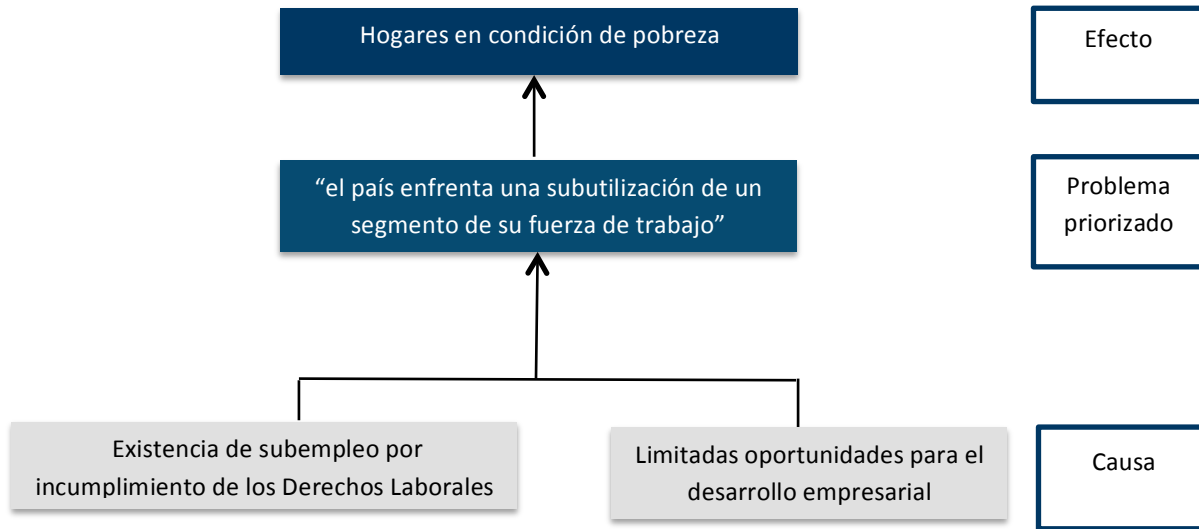 Hogares en condición de pobreza
Efecto
“el país enfrenta una subutilización de un
segmento de su fuerza de trabajo”
Problema
priorizado
Existencia de subempleo por
incumplimiento de los Derechos Laborales
Limitadas oportunidades para el
desarrollo empresarial
Causa